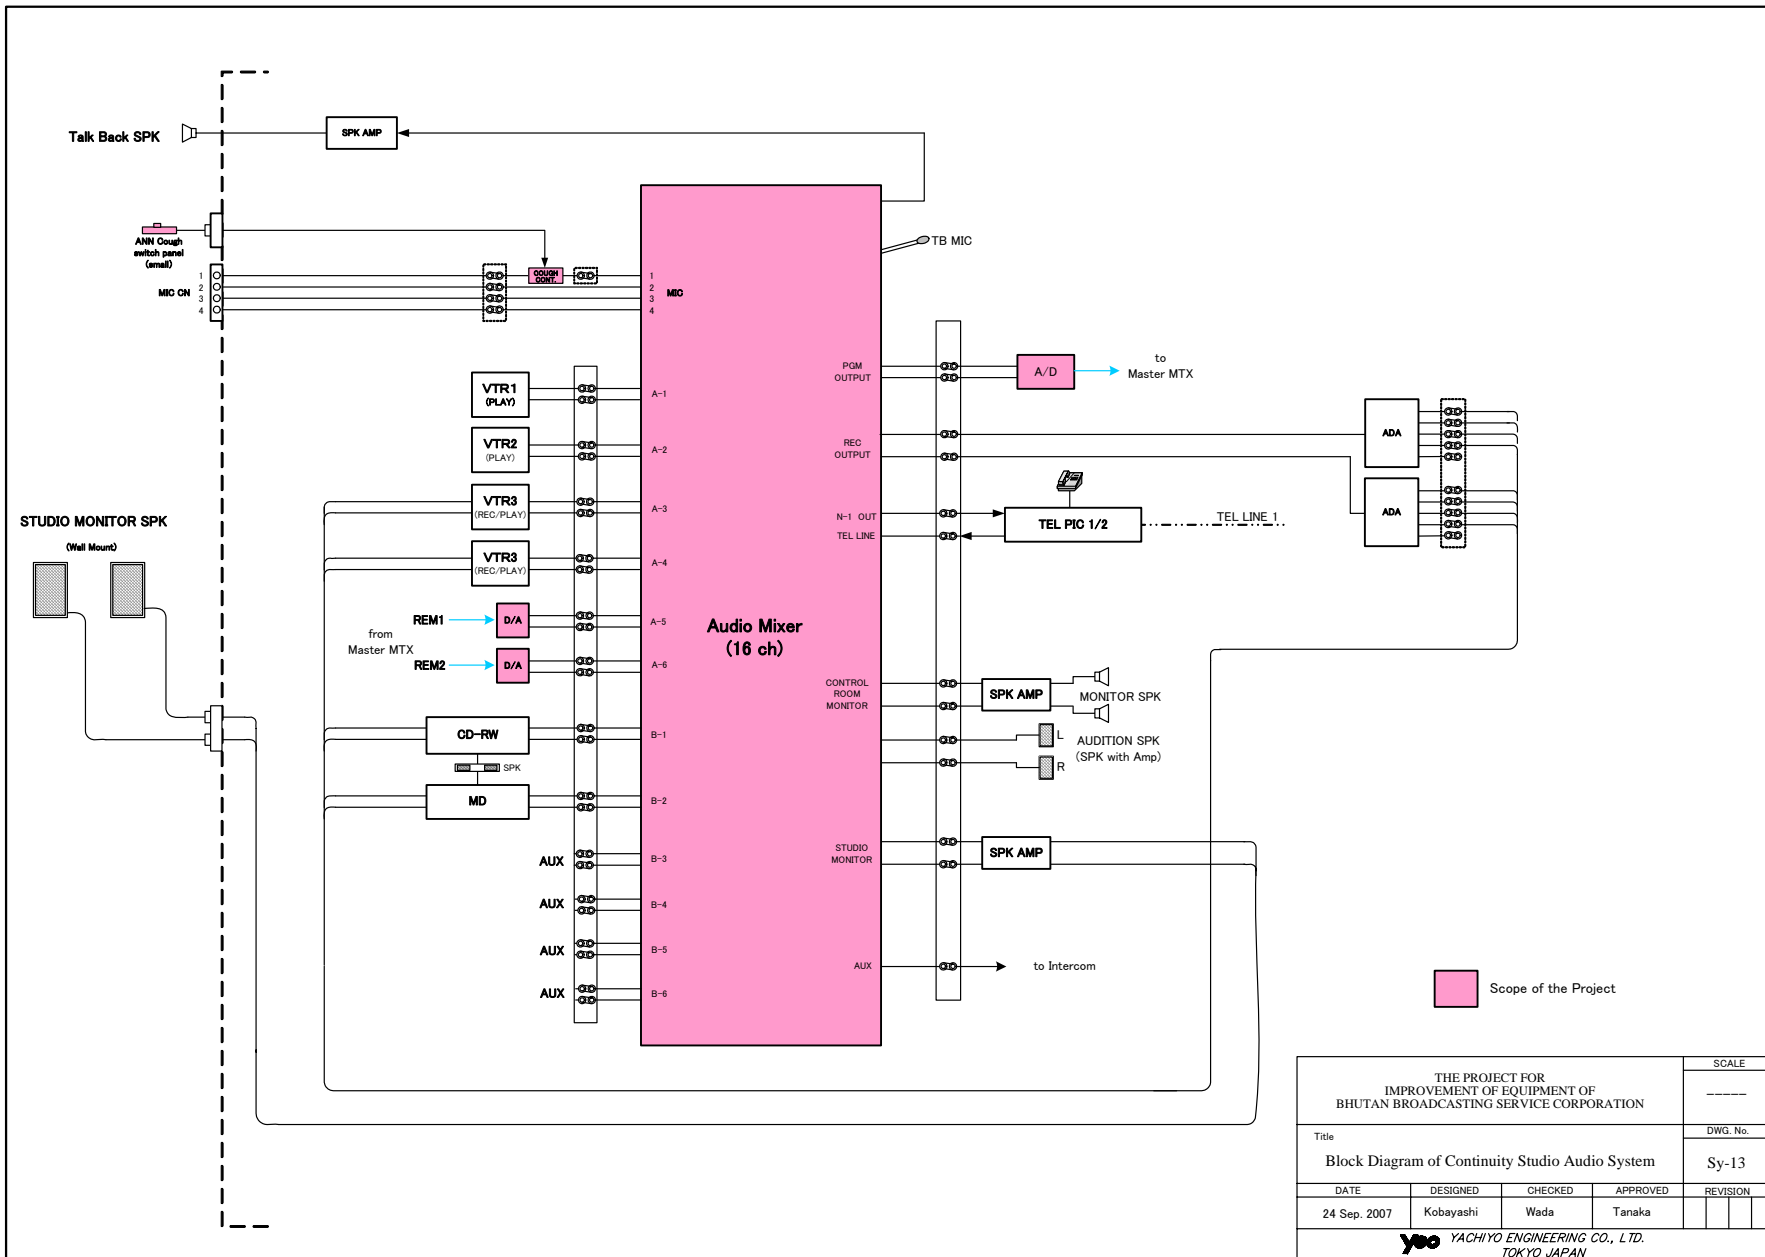 Talk Back SPK
SPK AMP
ANN Cough
switch panel
(small)
TB MIC
MIC CN
1
2
3
4
COUGH
CONT.
1
2
3
4
MIC
VTR1
(PLAY)
A-1
VTR2
(PLAY)
A-2
VTR3
(REC/PLAY)
A-3
VTR3
(REC/PLAY)
A-4
REM1
D/A
A-5
from
Master MTX
REM2
D/A
A-6
CD-RW
B-1
SPK
MD
B-2
AUX
B-3
AUX
B-4
AUX
B-5
AUX
B-6
STUDIO MONITOR SPK
(Wall Mount)
Audio Mixer
(16 ch)
PGM
OUTPUT
A/D
to
Master MTX
REC
OUTPUT
ADA
ADA
N-1 OUT
TEL LINE
TEL PIC 1/2
TEL LINE 1
CONTROL
ROOM
MONITOR
SPK AMP
MONITOR SPK
L
R
AUDITION SPK
(SPK with Amp)
STUDIO
MONITOR
SPK AMP
AUX
to Intercom
Scope of the Project
THE PROJECT FOR
IMPROVEMENT OF EQUIPMENT OF
BHUTAN BROADCASTING SERVICE CORPORATION
SCALE
-----
Title
Block Diagram of Continuity Studio Audio System
DWG. No.
Sy-13
DATE
DESIGNED
CHECKED
APPROVED
REVISION
24 Sep. 2007
Kobayashi
Wada
Tanaka
yeo YACHIYO ENGINEERING CO., LTD.
TOKYO JAPAN